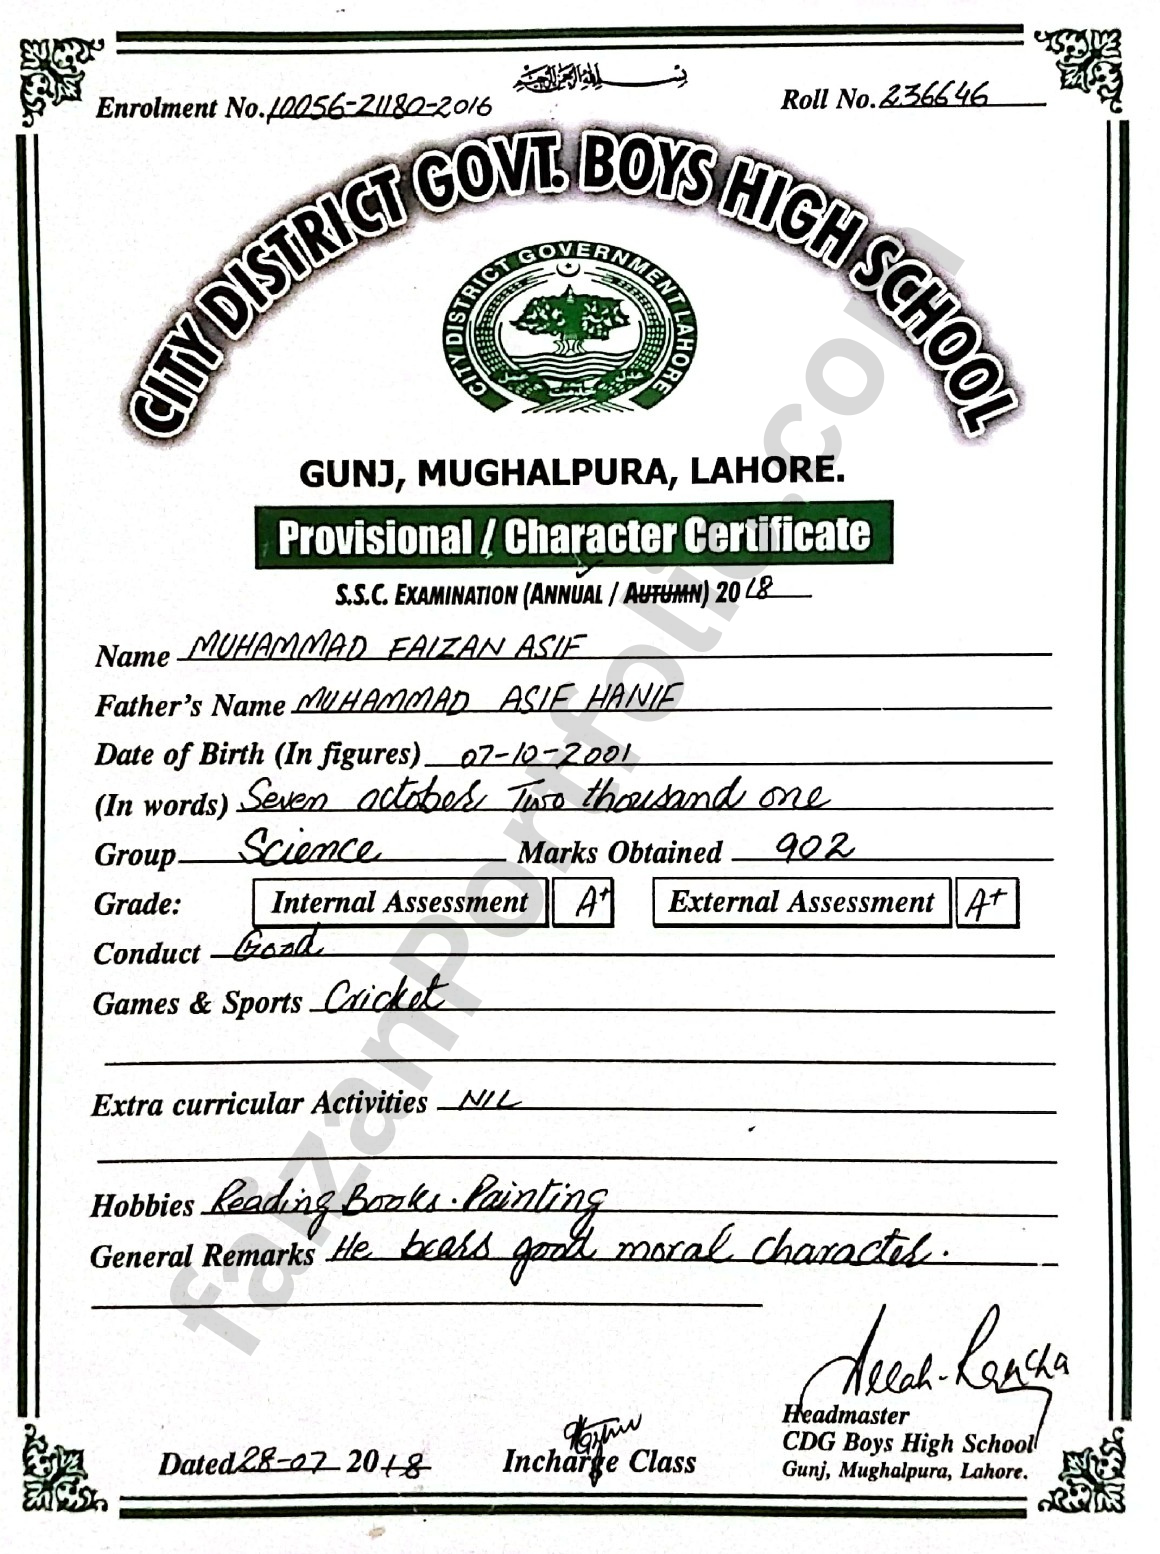 بسم الله الرحمن الرحيم
Enrolment No. 10056-21180-2016
Roll No. 236646
CITY DISTRICT GOVT. BOYS HIGH SCHOOL
CITY DISTRICT GOVERNMENT LAHORE
GUNJ, MUGHALPURA, LAHORE.
Provisional / Character Certificate
S.S.C. EXAMINATION (ANNUAL / AUTUMN) 2018
Name MUHAMMAD FAIZAN ASIF
Father's Name MUHAMMAD ASIF HANIF
Date of Birth (In figures) 07-10-2001
(In words) Seven october Two thousand one
Group Science Marks Obtained 902
Grade: Internal Assessment A+ External Assessment A+
Conduct Good
Games & Sports Cricket
Extra curricular Activities NIL
Hobbies Reading Books. Painting
General Remarks He bears good moral character.
Headmaster
CDG Boys High School
Gunj, Mughalpura, Lahore.
Dated 28-07 2018
Incharge Class
faizanPortfolio.com